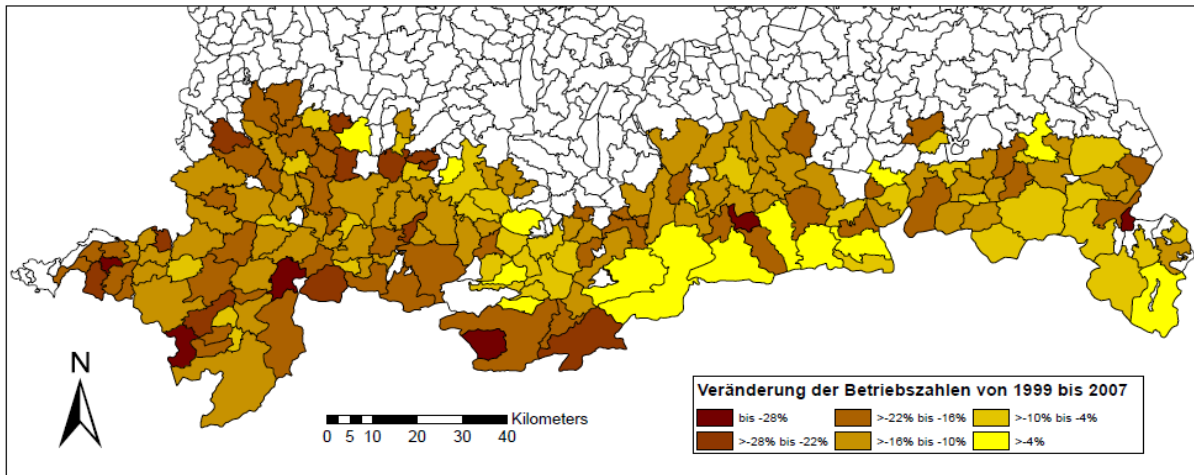 N
Kilometers
0 5 10 20 30 40
Veränderung der Betriebszahlen von 1999 bis 2007
bis -28% >-22% bis -16% >-10% bis -4%
>-28% bis -22% >-16% bis -10% >-4%